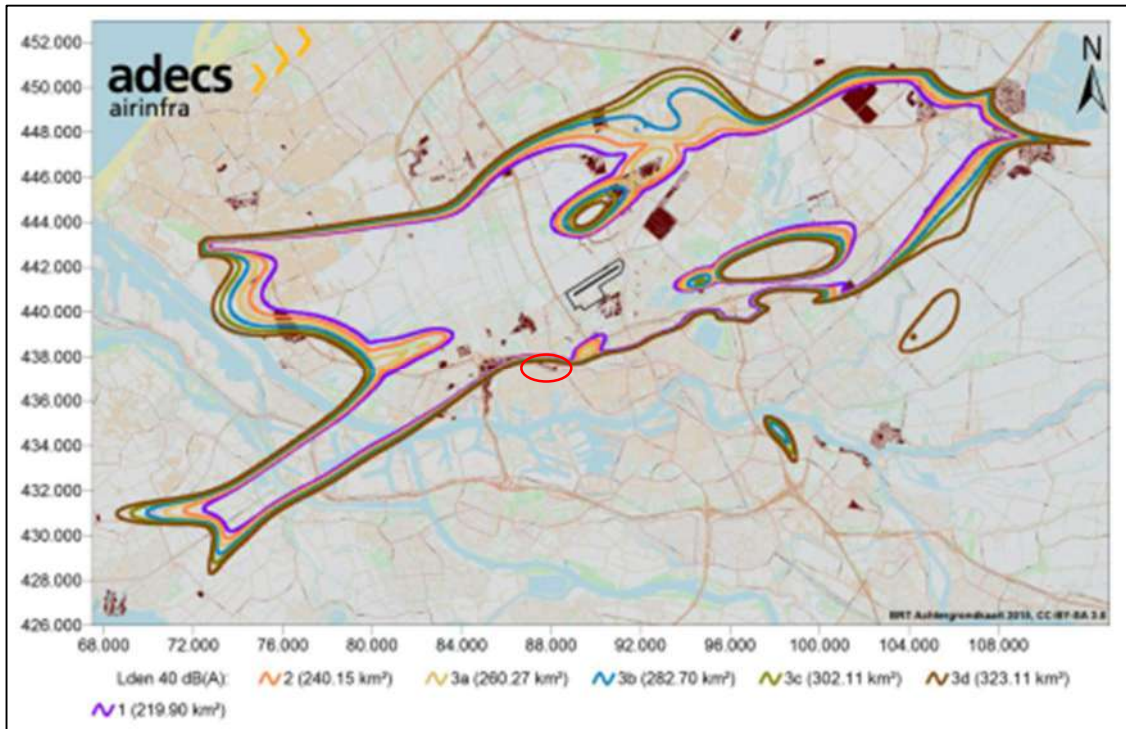 adecs
airinfra
N
452.000
450.000
448.000
446.000
444.000
442.000
440.000
438.000
436.000
434.000
432.000
430.000
428.000
426.000
BRT Achtergrondkaart 2015, CC-BY-SA 3.0
68.000 72.000 76.000 80.000 84.000 88.000 92.000 96.000 100.000 104.000 108.000
Lden 40 dB(A): 2 (240.15 km²) 3a (260.27 km²) 3b (282.70 km²) 3c (302.11 km²) 3d (323.11 km²)
1 (219.90 km²)